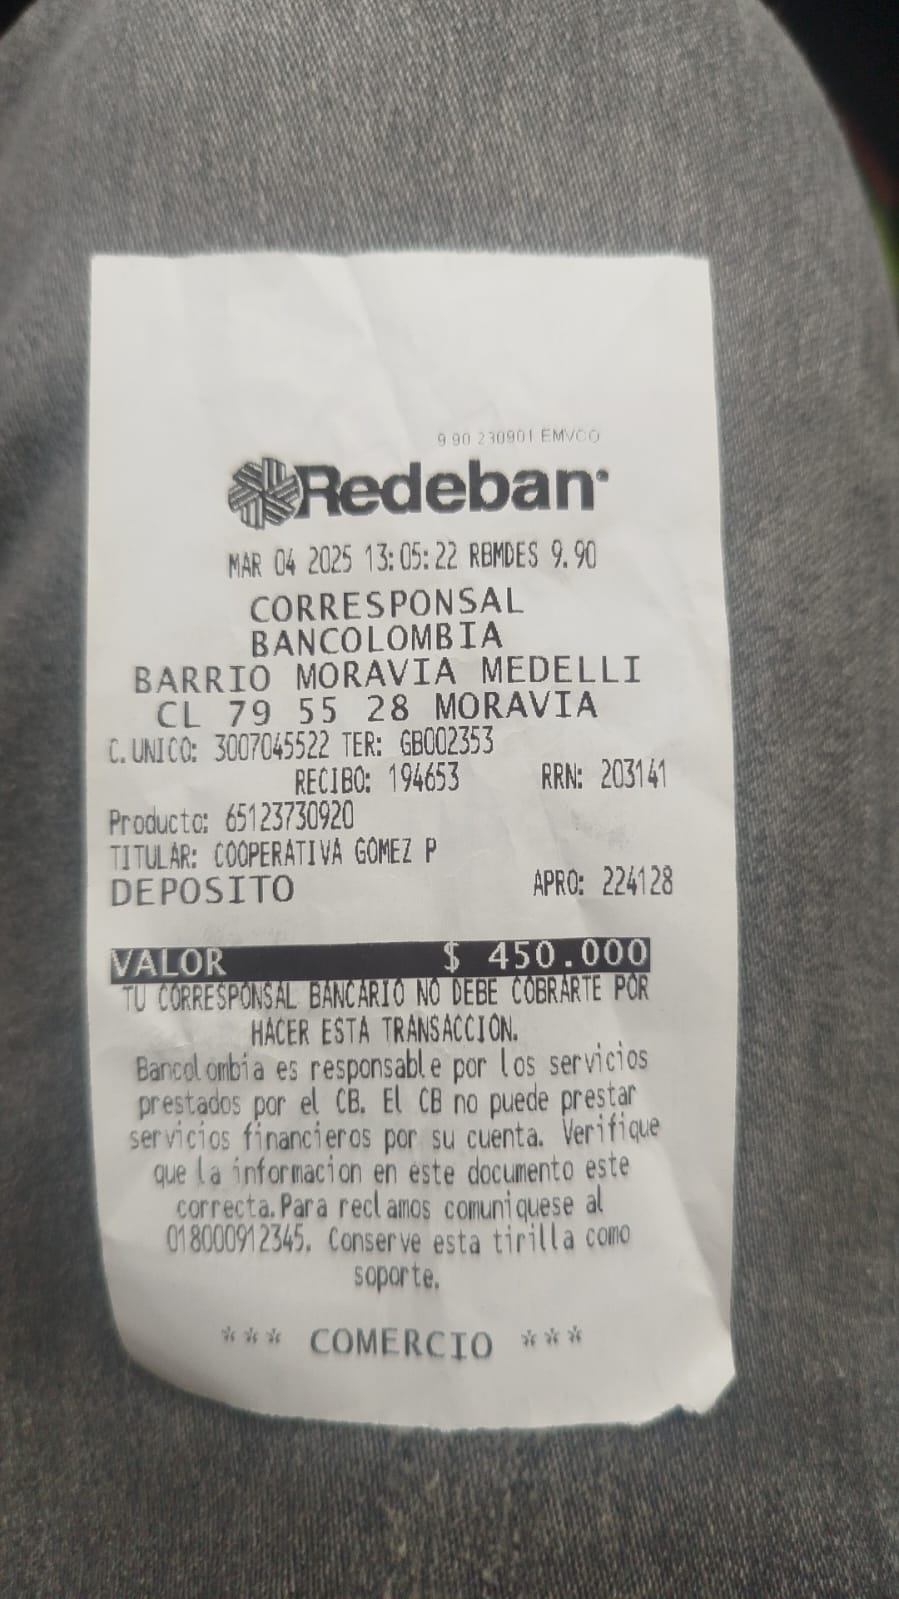 9.90 230901 EMVCO
Redeban
MAR 04 2025 13:05:22 RBMDES 9.90
CORRESPONSAL
BANCOLOMBIA
BARRIO MORAVIA MEDELLI
CL 79 55 28 MORAVIA
C. UNICO: 3007045522 TER: GB002353
RECIBO: 194653 RRN: 203141
Producto: 65123730920
TITULAR: COOPERATIVA GOMEZ P
DEPOSITO APRO: 224128
VALOR $ 450.000
TU CORRESPONSAL BANCARIO NO DEBE COBRARTE POR
HACER ESTA TRANSACCION.
Bancolombia es responsable por los servicios
prestados por el CB. El CB no puede prestar
servicios financieros por su cuenta. Verifique
que la informacion en este documento este
correcta.Para reclamos comuniquese al
018000912345. Conserve esta tirilla como
soporte.
*** COMERCIO ***